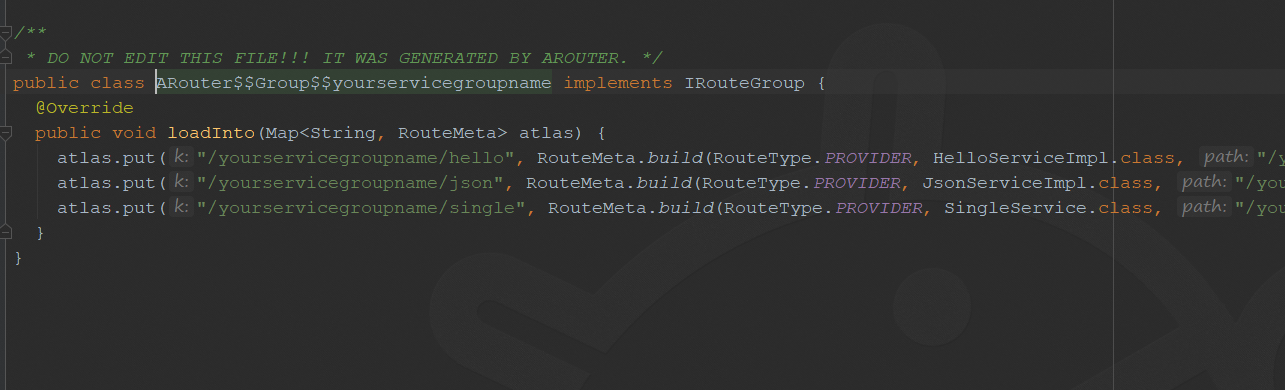 /**
 * DO NOT EDIT THIS FILE!!! IT WAS GENERATED BY AROUTER. */
public class ARouter$$Group$$yourservicegroupname implements IRouteGroup {
  @Override
  public void loadInto(Map<String, RouteMeta> atlas) {
    atlas.put( k: "/yourservicegroupname/hello", RouteMeta.build(RouteType.PROVIDER, HelloServiceImpl.class, path: "/y
    atlas.put( k: "/yourservicegroupname/json", RouteMeta.build(RouteType.PROVIDER, JsonServiceImpl.class, path: "/you
    atlas.put( k: "/yourservicegroupname/single", RouteMeta.build(RouteType.PROVIDER, SingleService.class, path: "/you
  }
}